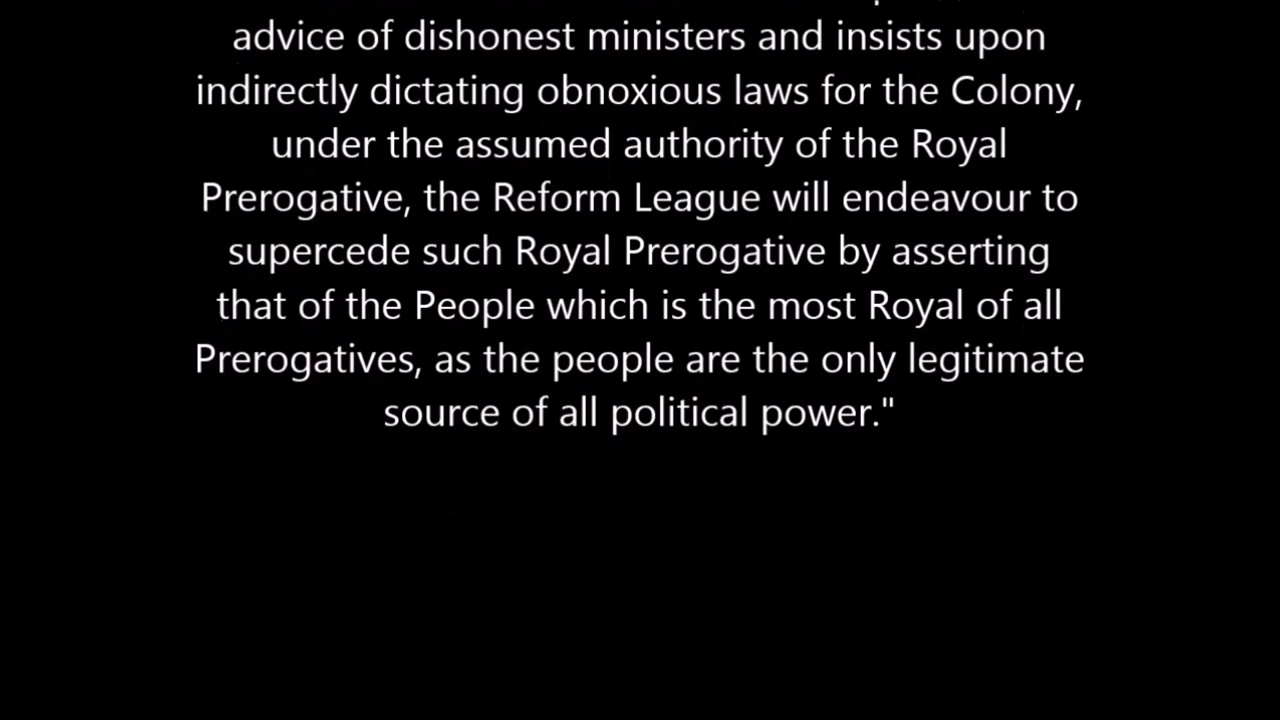 advice of dishonest ministers and insists upon
indirectly dictating obnoxious laws for the Colony,
under the assumed authority of the Royal
Prerogative, the Reform League will endeavour to
supercede such Royal Prerogative by asserting
that of the People which is the most Royal of all
Prerogatives, as the people are the only legitimate
source of all political power."